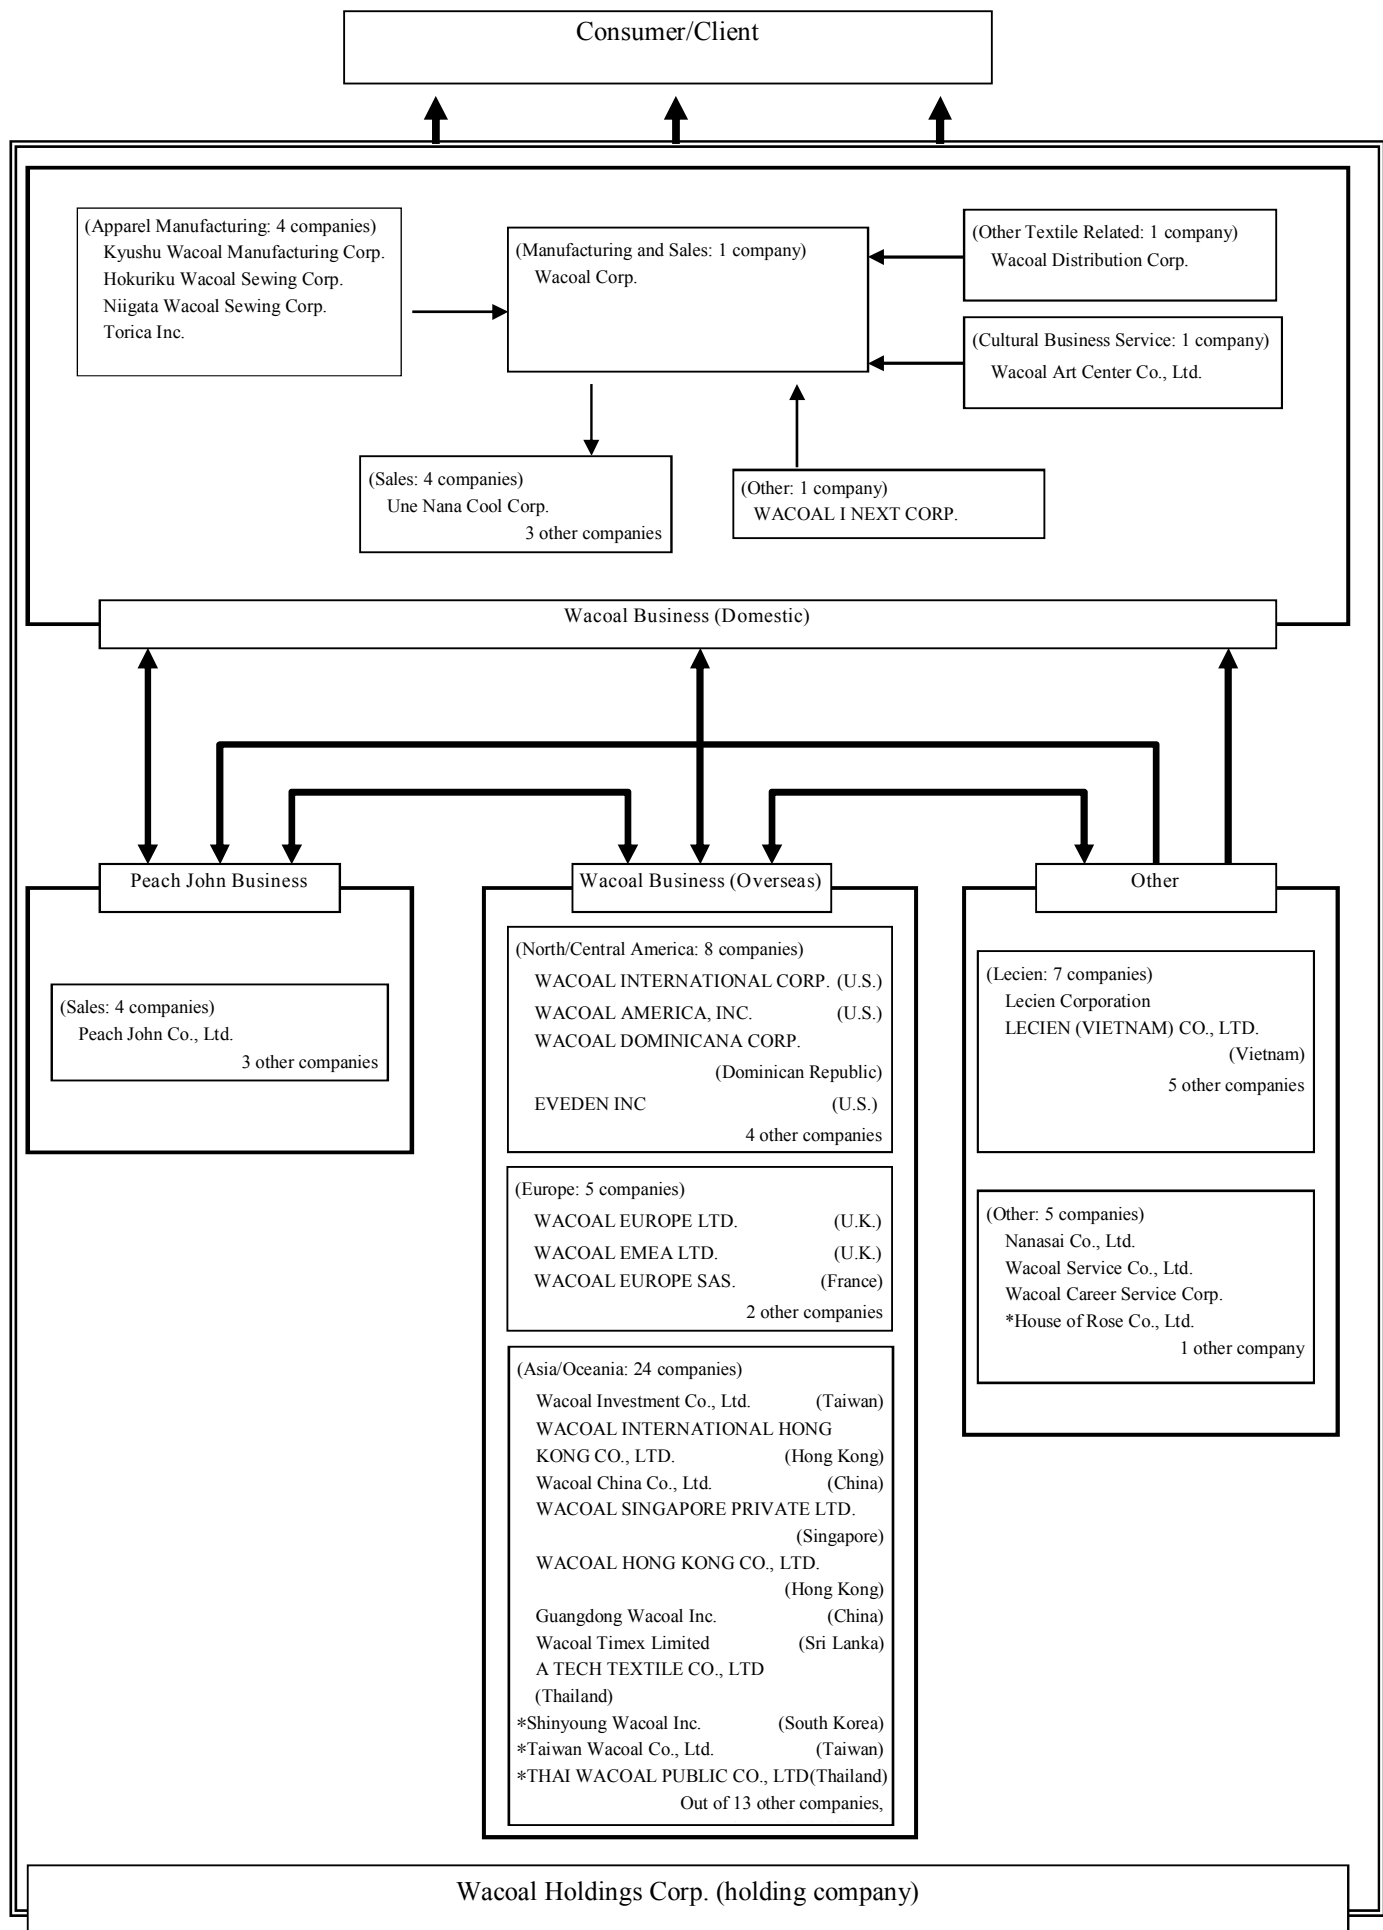 Consumer/Client
(Apparel Manufacturing: 4 companies)
Kyushu Wacoal Manufacturing Corp.
Hokuriku Wacoal Sewing Corp.
Niigata Wacoal Sewing Corp.
Torica Inc.
(Manufacturing and Sales: 1 company)
Wacoal Corp.
(Other Textile Related: 1 company)
Wacoal Distribution Corp.
(Cultural Business Service: 1 company)
Wacoal Art Center Co., Ltd.
(Sales: 4 companies)
Une Nana Cool Corp.
3 other companies
(Other: 1 company)
WACOAL I NEXT CORP.
Wacoal Business (Domestic)
Peach John Business
(Sales: 4 companies)
Peach John Co., Ltd.
3 other companies
Wacoal Business (Overseas)
(North/Central America: 8 companies)
WACOAL INTERNATIONAL CORP. (U.S.)
WACOAL AMERICA, INC. (U.S.)
WACOAL DOMINICANA CORP.
(Dominican Republic)
EVEDEN INC (U.S.)
4 other companies
(Europe: 5 companies)
WACOAL EUROPE LTD. (U.K.)
WACOAL EMEA LTD. (U.K.)
WACOAL EUROPE SAS. (France)
2 other companies
(Asia/Oceania: 24 companies)
Wacoal Investment Co., Ltd. (Taiwan)
WACOAL INTERNATIONAL HONG
KONG CO., LTD. (Hong Kong)
Wacoal China Co., Ltd. (China)
WACOAL SINGAPORE PRIVATE LTD.
(Singapore)
WACOAL HONG KONG CO., LTD.
(Hong Kong)
Guangdong Wacoal Inc. (China)
Wacoal Timex Limited (Sri Lanka)
A TECH TEXTILE CO., LTD
(Thailand)
*Shinyoung Wacoal Inc. (South Korea)
*Taiwan Wacoal Co., Ltd. (Taiwan)
*THAI WACOAL PUBLIC CO., LTD(Thailand)
Out of 13 other companies,
Other
(Lecien: 7 companies)
Lecien Corporation
LECIEN (VIETNAM) CO., LTD.
(Vietnam)
5 other companies
(Other: 5 companies)
Nanasai Co., Ltd.
Wacoal Service Co., Ltd.
Wacoal Career Service Corp.
*House of Rose Co., Ltd.
1 other company
Wacoal Holdings Corp. (holding company)